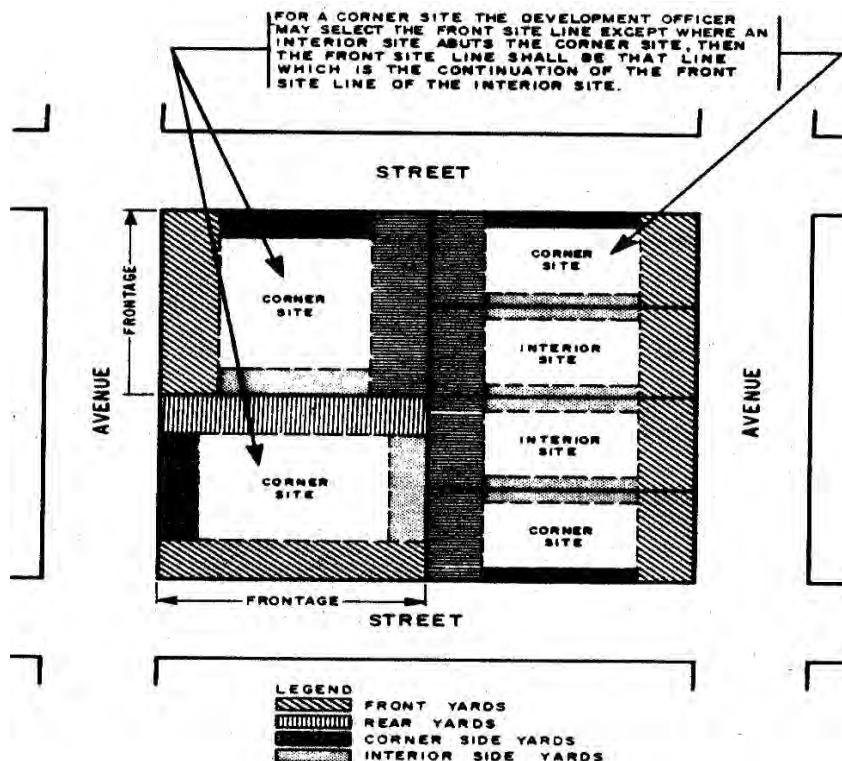 FOR A CORNER SITE THE DEVELOPMENT OFFICER
MAY SELECT THE FRONT SITE LINE EXCEPT WHERE AN
INTERIOR SITE ABUTS THE CORNER SITE, THEN
THE FRONT SITE LINE SHALL BE THAT LINE
WHICH IS THE CONTINUATION OF THE FRONT
SITE LINE OF THE INTERIOR SITE.
STREET
FRONTAGE
AVENUE
CORNER
SITE
CORNER
SITE
FRONTAGE
CORNER
SITE
INTERIOR
SITE
INTERIOR
SITE
CORNER
SITE
AVENUE
STREET
LEGEND
FRONT YARDS
REAR YARDS
CORNER SIDE YARDS
INTERIOR SIDE YARDS